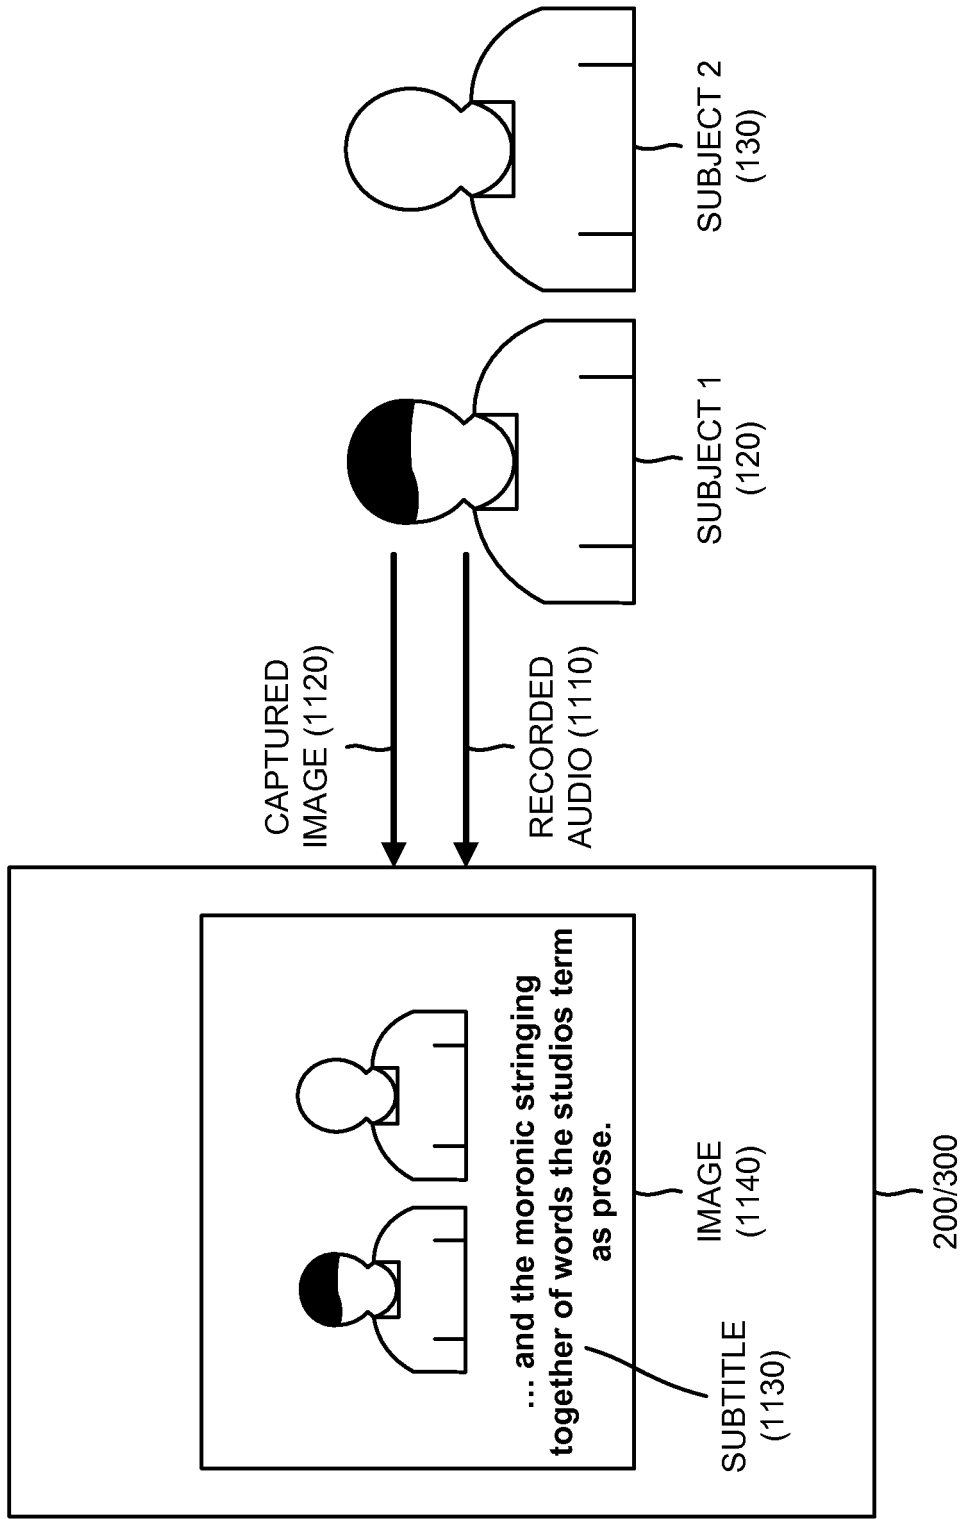 CAPTURED
IMAGE (1120)
RECORDED
AUDIO (1110)
SUBJECT 1
(120)
SUBJECT 2
(130)
... and the moronic stringing
together of words the studios term
as prose.
SUBTITLE
(1130)
IMAGE
(1140)
200/300